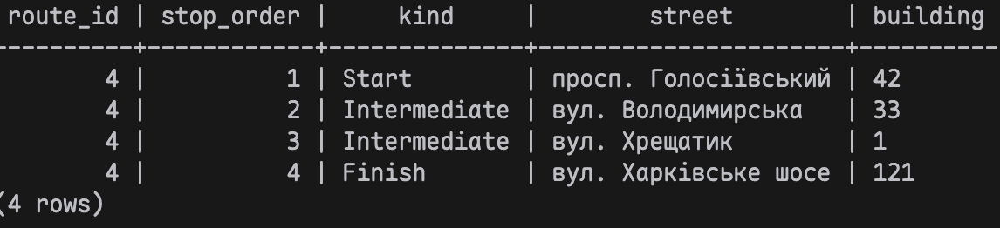 route_id | stop_order | kind | street | building
----------+------------+--------------+----------------------+----------
4 | 1 | Start | просп. Голосіївський | 42
4 | 2 | Intermediate | вул. Володимирська | 33
4 | 3 | Intermediate | вул. Хрещатик | 1
4 | 4 | Finish | вул. Харківське шосе | 121
(4 rows)